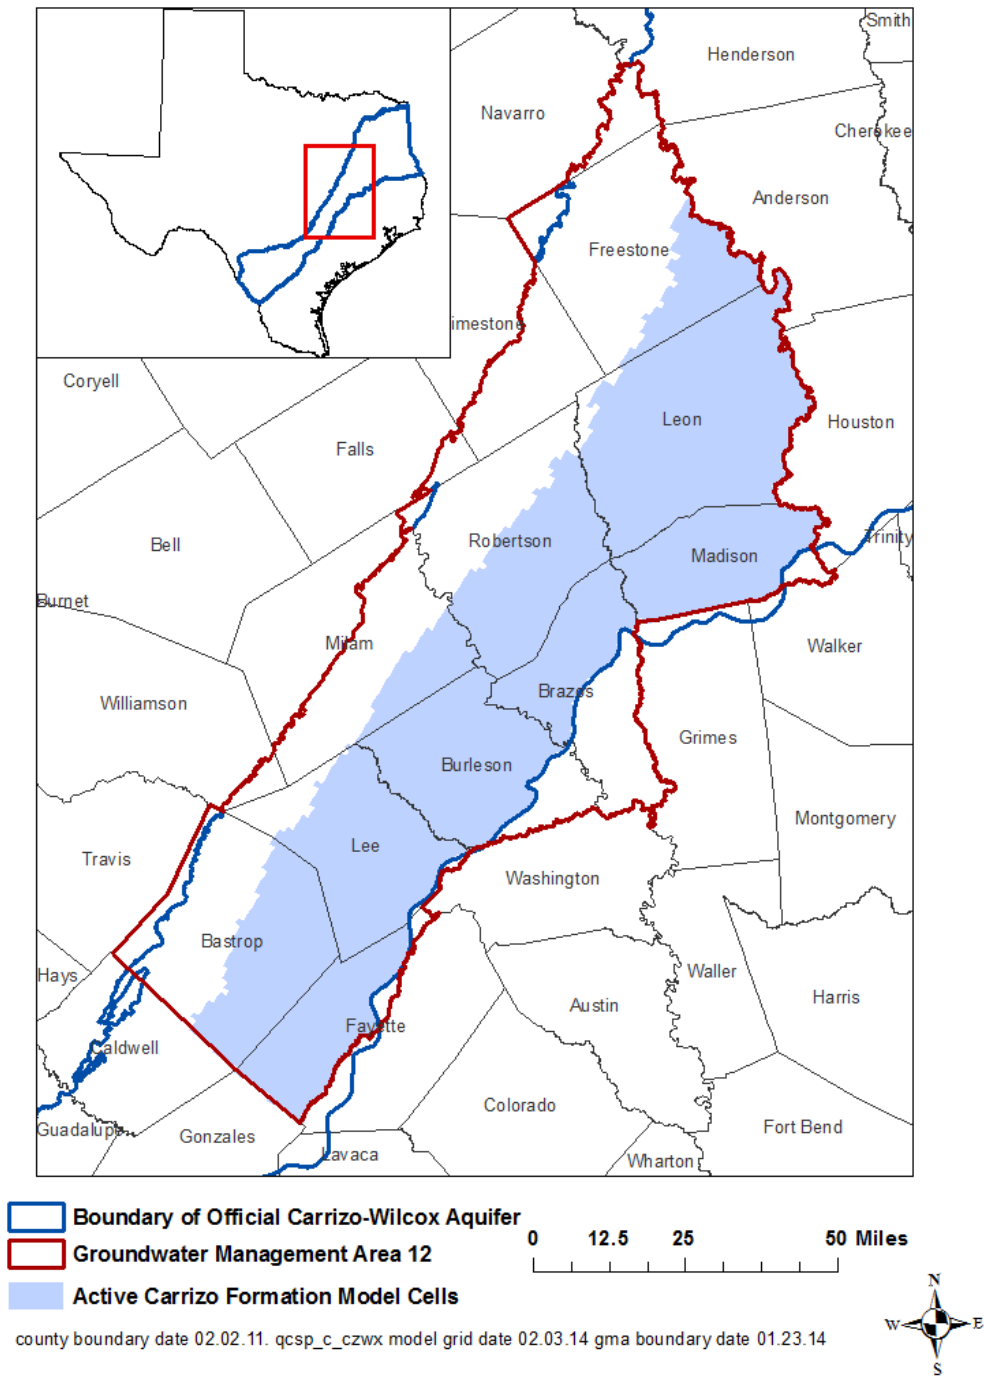 Smith
Henderson
Navarro
Cherokee
Anderson
Freestone
imestone
Coryell
Leon
Houston
Falls
Robertson
Trinity
Bell
Madison
Burnet
Milam
Walker
Brazos
Williamson
Grimes
Burleson
Montgomery
Lee
Travis
Washington
Bastrop
Hays
Waller
Harris
Austin
Fayette
Caldwell
Colorado
Fort Bend
Guadalupe
Gonzales
Lavaca
Wharton
Boundary of Official Carrizo-Wilcox Aquifer
Groundwater Management Area 12
Active Carrizo Formation Model Cells
0 12.5 25 50 Miles
N
W E
S
county boundary date 02.02.11. qcsp_c_czwx model grid date 02.03.14 gma boundary date 01.23.14